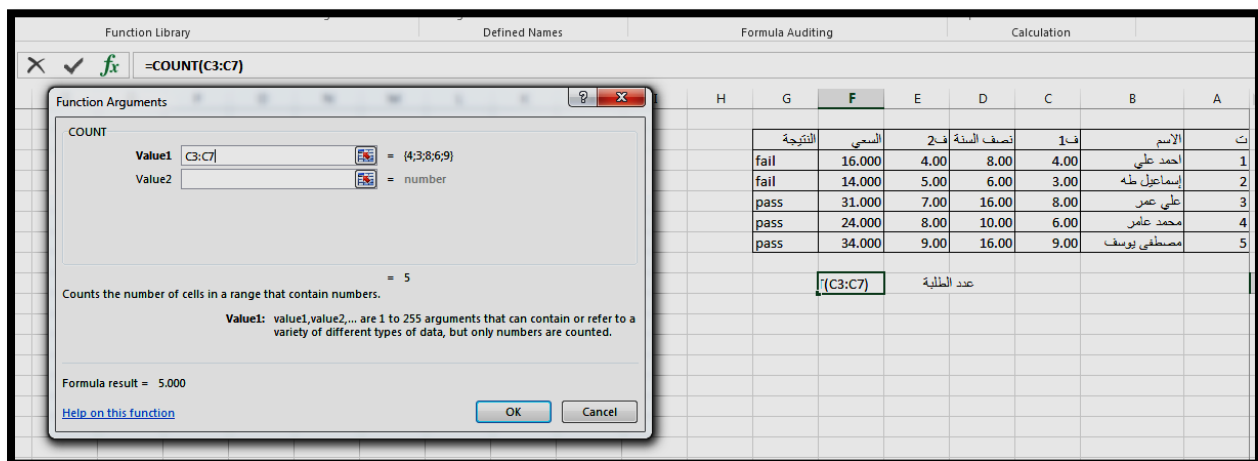 Function Library Defined Names Formula Auditing Calculation
fx =COUNT(C3:C7)
Function Arguments ? X
COUNT
Value1 C3:C7 = {4;3;8;6;9}
Value2 = number
= 5
Counts the number of cells in a range that contain numbers.
Value1: value1,value2,... are 1 to 255 arguments that can contain or refer to a
variety of different types of data, but only numbers are counted.
Formula result = 5.000
Help on this function OK Cancel
H G F E D C B A
ت الاسم ف1 نصف السنة ف2 السعي النتيجة
1 احمد علي 4.00 8.00 4.00 16.000 fail
2 إسماعيل طه 3.00 6.00 5.00 14.000 fail
3 علي عمر 8.00 16.00 7.00 31.000 pass
4 محمد عامر 6.00 10.00 8.00 24.000 pass
5 مصطفى يوسف 9.00 16.00 9.00 34.000 pass
عدد الطلبة (C3:C7)